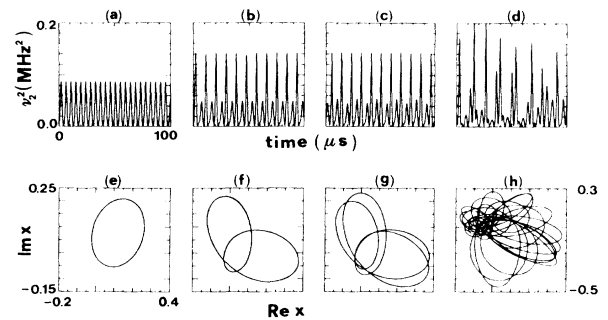 (a) (b) (c) (d)
0.2
ν₂² (MHz²)
0.0
0 100
time (μs)
(e) (f) (g) (h)
0.25 0.3
Im x
-0.15 -0.5
-0.2 0.4
Re x